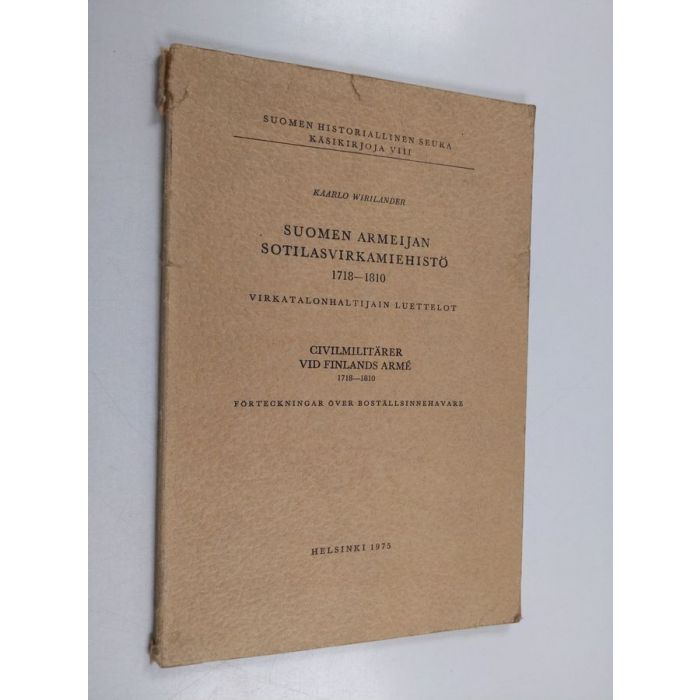 SUOMEN HISTORIALLINEN SEURA
KÄSIKIRJOJA VIII
KAARLO WIRILANDER
SUOMEN ARMEIJAN
SOTILASVIRKAMIEHISTÖ
1718—1810
VIRKATALONHALTIJAIN LUETTELOT
CIVILMILITÄRER
VID FINLANDS ARMÉ
1718—1810
FÖRTECKNINGAR ÖVER BOSTÄLLSINNEHAVARE
HELSINKI 1975